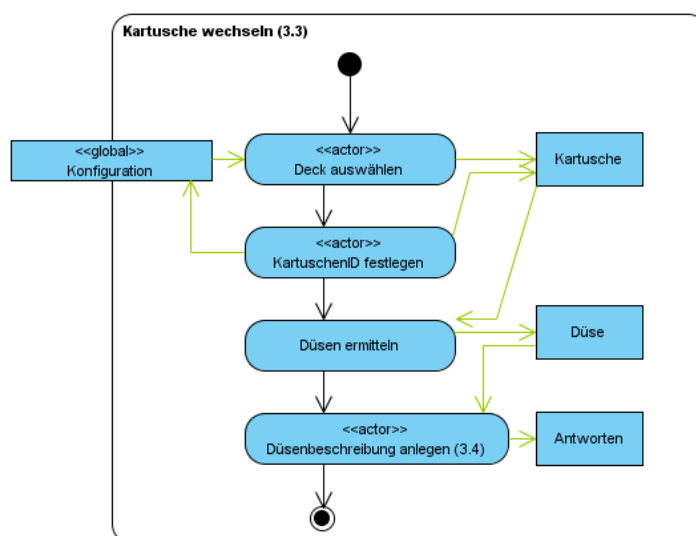 Kartusche wechseln (3.3)
<<global>>
Konfiguration
<<actor>>
Deck auswählen
Kartusche
<<actor>>
KartuschenID festlegen
Düsen ermitteln
Düse
<<actor>>
Düsenbeschreibung anlegen (3.4)
Antworten